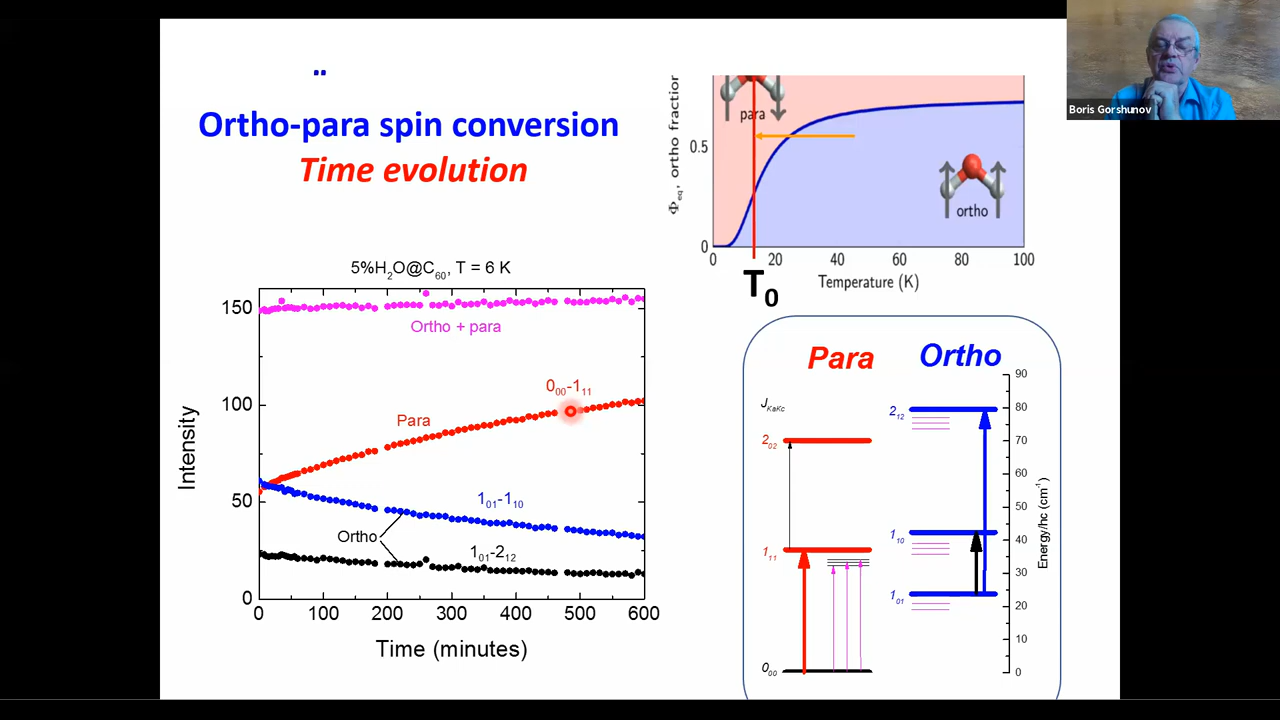 Boris Gorshunov
..
Ortho-para spin conversion
Time evolution
5%H₂O@C₆₀, T = 6 K
Intensity
150
100
50
0
Ortho + para
0₀₀-1₁₁
Para
1₀₁-1₁₀
Ortho
1₀₁-2₁₂
0 100 200 300 400 500 600
Time (minutes)
Φeq, ortho fraction
0.5
0
para
ortho
0 20 40 60 80 100
T₀
Temperature (K)
Para
Ortho
J_KaKc
2₀₂
1₁₁
0₀₀
2₁₂
1₁₀
1₀₁
90
80
70
60
50
40
30
20
10
0
Energy/hc (cm⁻¹)